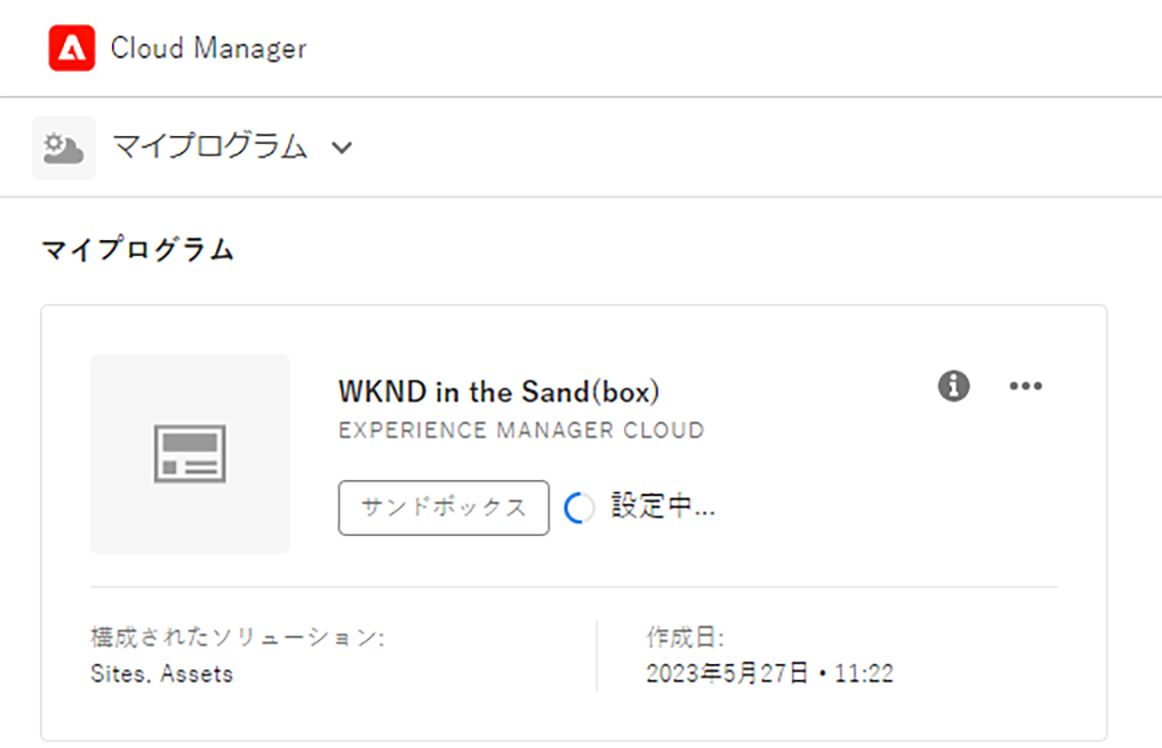 Cloud Manager
マイプログラム
マイプログラム
WKND in the Sand(box)
EXPERIENCE MANAGER CLOUD
サンドボックス 設定中...
構成されたソリューション:
Sites, Assets
作成日:
2023年5月27日・11:22